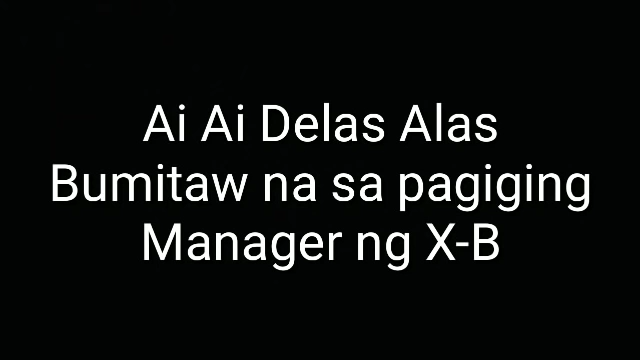 Ai Ai Delas Alas
Bumitaw na sa pagiging
Manager ng X-B